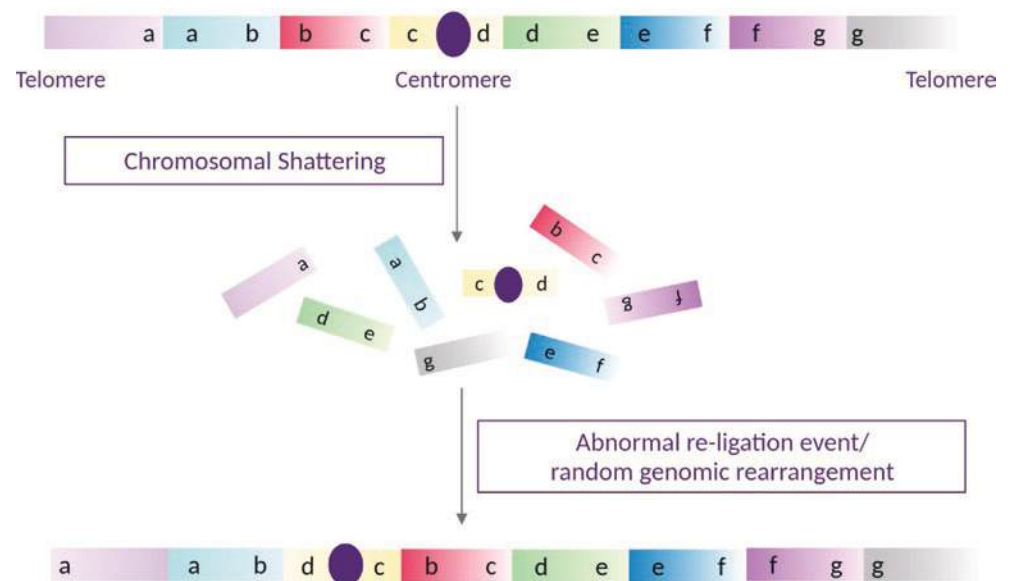 a a b b c c d d e e f f g g
Telomere Centromere Telomere
Chromosomal Shattering
b c
a
a b
c d
g f
d e
g
e f
Abnormal re-ligation event/
random genomic rearrangement
a a b d c b c d e e f f g g